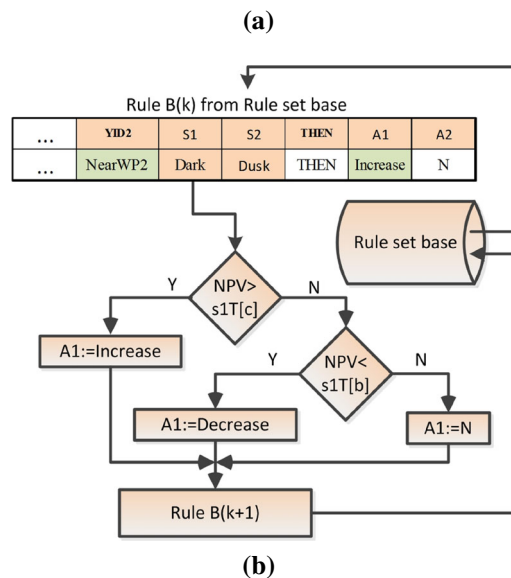 (a)
Rule B(k) from Rule set base
... YID2 S1 S2 THEN A1 A2
... NearWP2 Dark Dusk THEN Increase N
Rule set base
NPV>
s1T[c]
Y
N
A1:=Increase
NPV<
s1T[b]
Y
N
A1:=Decrease
A1:=N
Rule B(k+1)
(b)